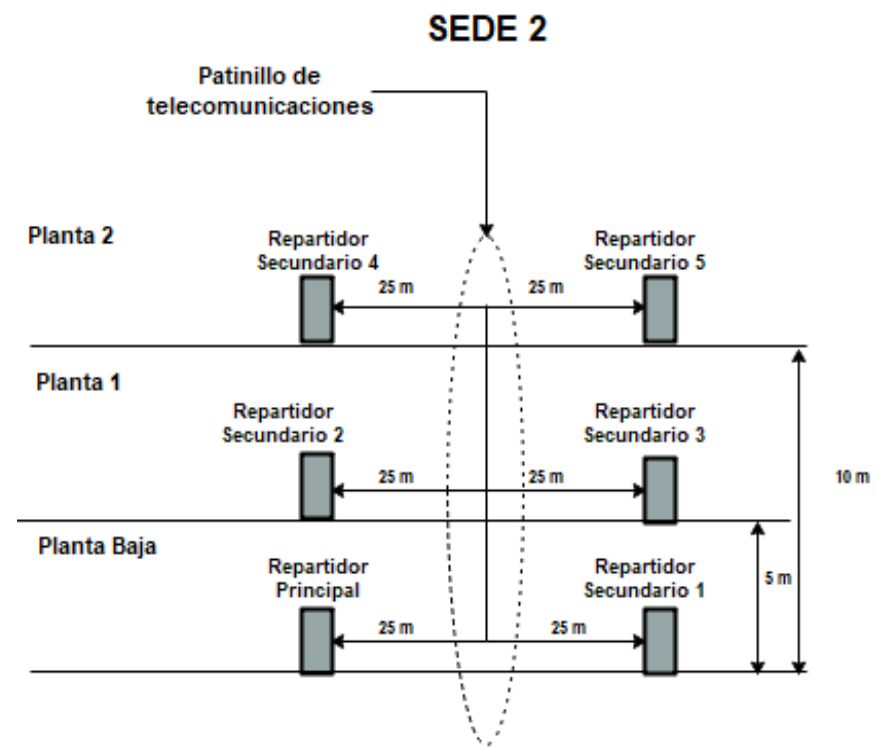 SEDE 2
Patinillo de
telecomunicaciones
Planta 2
Repartidor
Secundario 4
Repartidor
Secundario 5
25 m
25 m
Planta 1
Repartidor
Secundario 2
Repartidor
Secundario 3
25 m
25 m
10 m
Planta Baja
Repartidor
Principal
Repartidor
Secundario 1
5 m
25 m
25 m